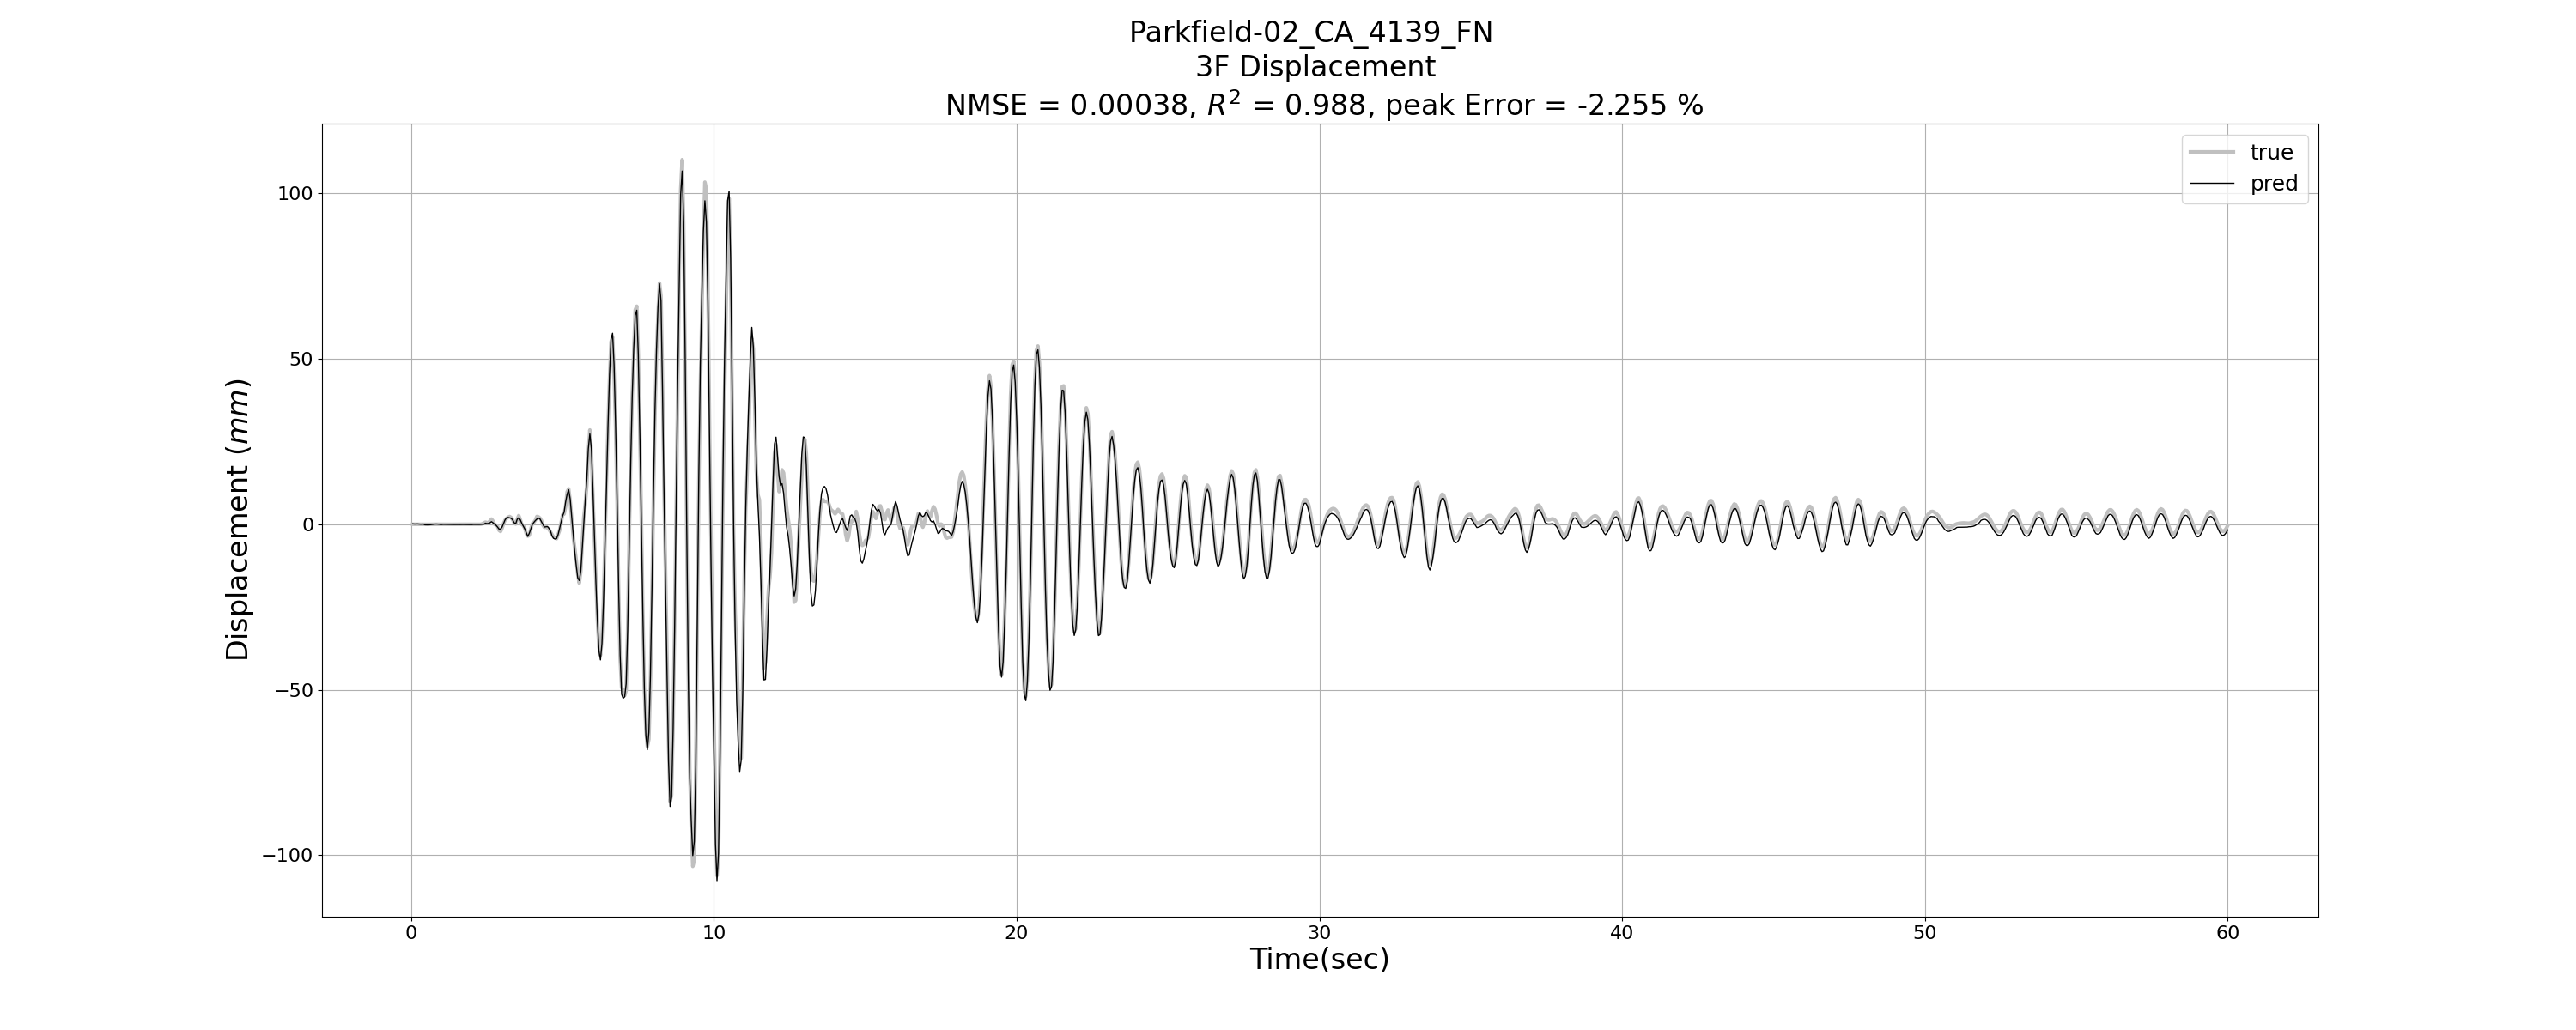 Parkfield-02_CA_4139_FN
3F Displacement
NMSE = 0.00038, R² = 0.988, peak Error = -2.255 %
true
pred
100
50
0
−50
−100
Displacement (mm)
0 10 20 30 40 50 60
Time(sec)